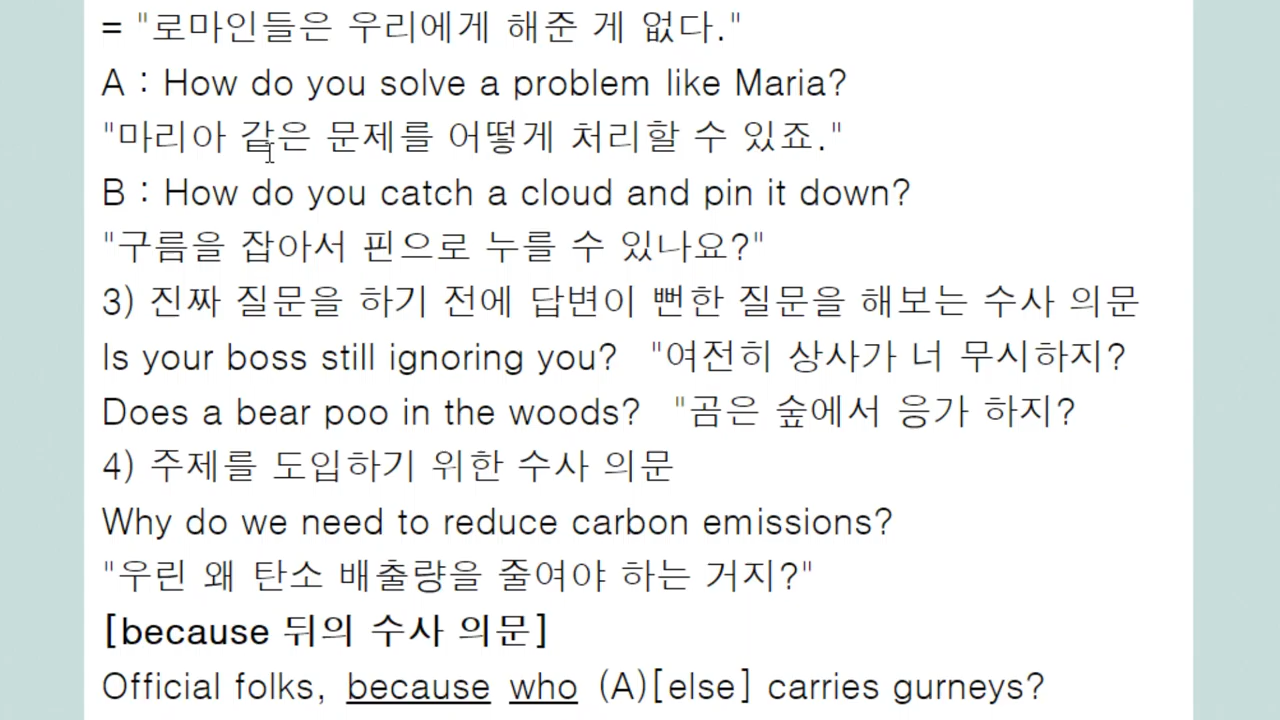 = "로마인들은 우리에게 해준 게 없다."
A : How do you solve a problem like Maria?
"마리아 같은 문제를 어떻게 처리할 수 있죠."
B : How do you catch a cloud and pin it down?
"구름을 잡아서 핀으로 누를 수 있나요?"
3) 진짜 질문을 하기 전에 답변이 뻔한 질문을 해보는 수사 의문
Is your boss still ignoring you? "여전히 상사가 너 무시하지?
Does a bear poo in the woods? "곰은 숲에서 응가 하지?
4) 주제를 도입하기 위한 수사 의문
Why do we need to reduce carbon emissions?
"우린 왜 탄소 배출량을 줄여야 하는 거지?"
[because 뒤의 수사 의문]
Official folks, because who (A)[else] carries gurneys?